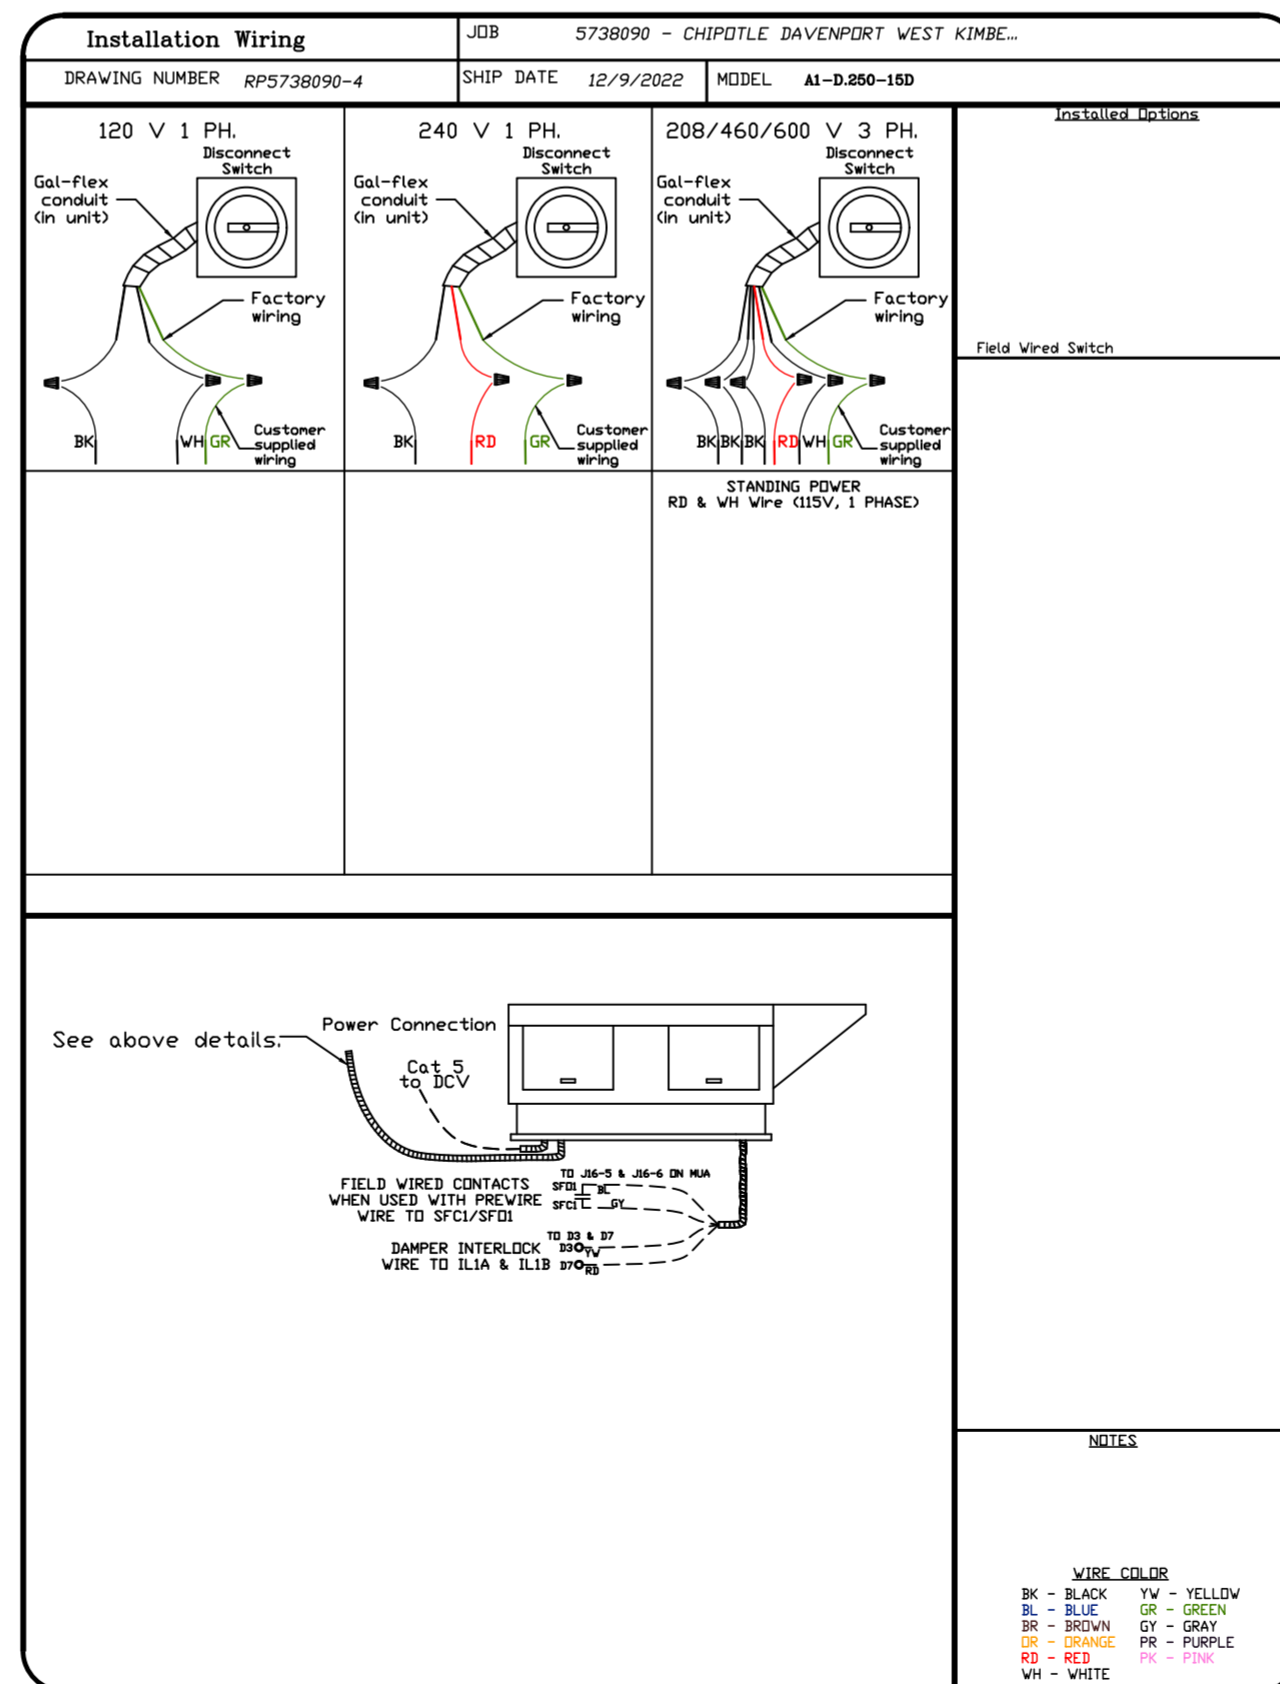 Installation Wiring
JOB 5738090 - CHIPOTLE DAVENPORT WEST KIMBE...
DRAWING NUMBER RP5738090-4
SHIP DATE 12/9/2022
MODEL A1-D.250-15D
120 V 1 PH.
Disconnect
Switch
Gal-flex
conduit
(in unit)
Factory
wiring
BK
WH
GR
Customer
supplied
wiring
240 V 1 PH.
Disconnect
Switch
Gal-flex
conduit
(in unit)
Factory
wiring
BK
RD
GR
Customer
supplied
wiring
208/460/600 V 3 PH.
Disconnect
Switch
Gal-flex
conduit
(in unit)
Factory
wiring
BK
BK
BK
RD
WH
GR
Customer
supplied
wiring
STANDING POWER
RD & WH Wire (115V, 1 PHASE)
Installed Options
Field Wired Switch
See above details.
Power Connection
Cat 5
to DCV
TO J16-5 & J16-6 ON MUA
FIELD WIRED CONTACTS
WHEN USED WITH PREWIRE
WIRE TO SFC1/SFO1
SFO1
BL
SFC1
GY
TO D3 & D7
DAMPER INTERLOCK
WIRE TO IL1A & IL1B
D3
YW
D7
RD
NOTES
WIRE COLOR
BK - BLACK YW - YELLOW
BL - BLUE GR - GREEN
BR - BROWN GY - GRAY
OR - ORANGE PR - PURPLE
RD - RED PK - PINK
WH - WHITE